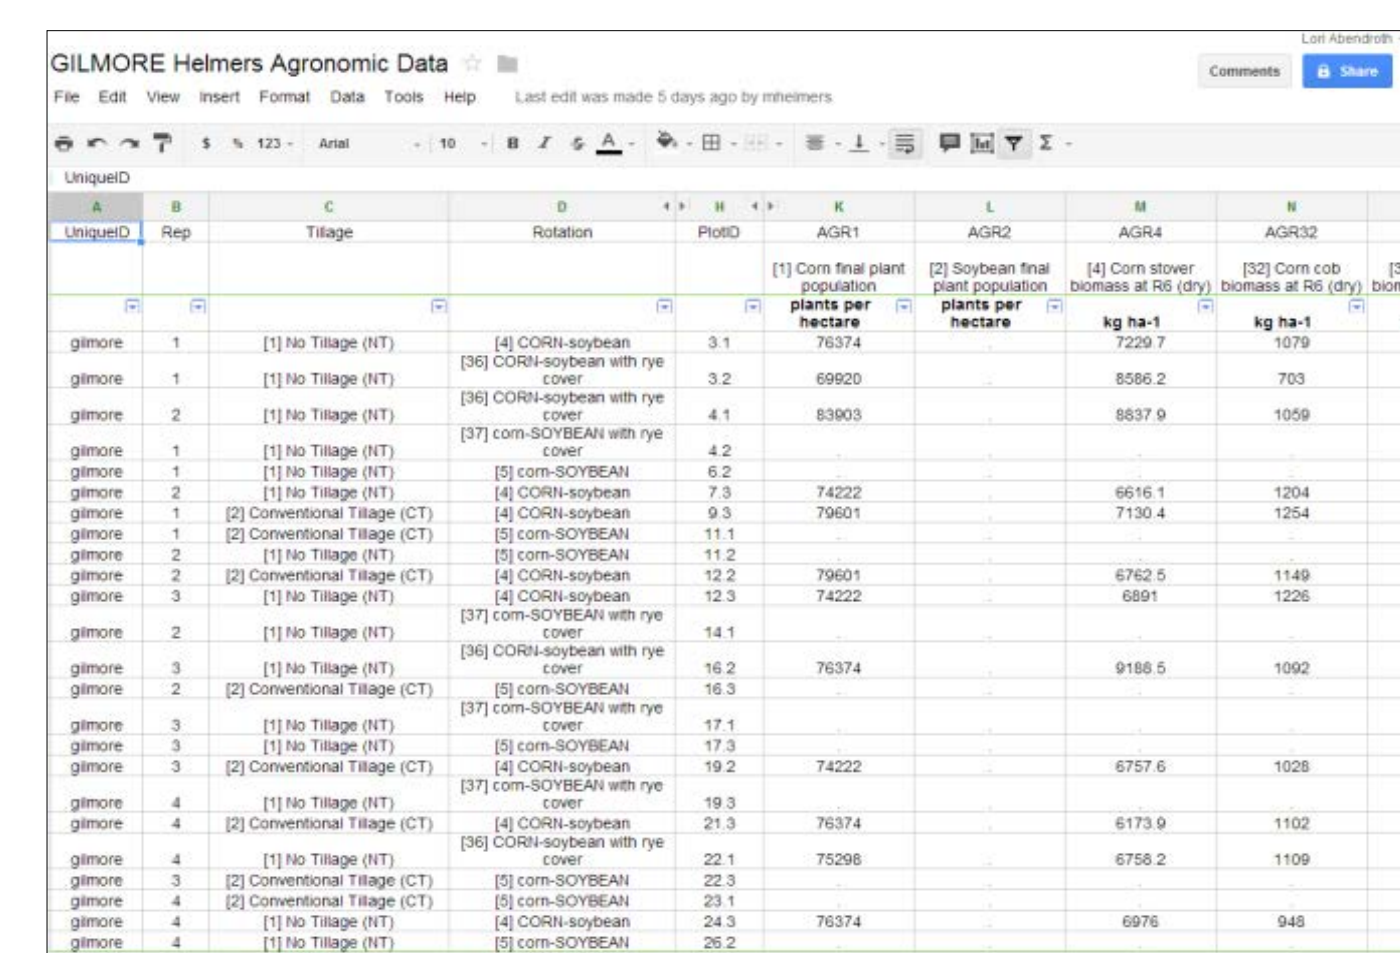 Lori Abendroth
GILMORE Helmers Agronomic Data
Comments Share
File Edit View Insert Format Data Tools Help Last edit was made 5 days ago by mhelmers
$ % 123 Arial 10 B I S A Σ
UniqueID
A B C D H K L M N
UniqueID Rep Tillage Rotation PlotID AGR1 AGR2 AGR4 AGR32
[1] Corn final plant [2] Soybean final [4] Corn stover [32] Corn cob [3
population plant population biomass at R6 (dry) biomass at R6 (dry) biom
plants per plants per
hectare hectare kg ha-1 kg ha-1
gilmore 1 [1] No Tillage (NT) [4] CORN-soybean 3.1 76374 . 7229.7 1079
[36] CORN-soybean with rye
gilmore 1 [1] No Tillage (NT) cover 3.2 69920 . 8586.2 703
[36] CORN-soybean with rye
gilmore 2 [1] No Tillage (NT) cover 4.1 83903 . 8837.9 1059
[37] corn-SOYBEAN with rye
gilmore 1 [1] No Tillage (NT) cover 4.2 . . . .
gilmore 1 [1] No Tillage (NT) [5] corn-SOYBEAN 6.2 . . . .
gilmore 2 [1] No Tillage (NT) [4] CORN-soybean 7.3 74222 . 6616.1 1204
gilmore 1 [2] Conventional Tillage (CT) [4] CORN-soybean 9.3 79601 . 7130.4 1254
gilmore 1 [2] Conventional Tillage (CT) [5] corn-SOYBEAN 11.1 . . . .
gilmore 2 [1] No Tillage (NT) [5] corn-SOYBEAN 11.2 . . . .
gilmore 2 [2] Conventional Tillage (CT) [4] CORN-soybean 12.2 79601 . 6762.5 1149
gilmore 3 [1] No Tillage (NT) [4] CORN-soybean 12.3 74222 . 6891 1226
[37] corn-SOYBEAN with rye
gilmore 2 [1] No Tillage (NT) cover 14.1 . . . .
[36] CORN-soybean with rye
gilmore 3 [1] No Tillage (NT) cover 16.2 76374 . 9188.5 1092
gilmore 2 [2] Conventional Tillage (CT) [5] corn-SOYBEAN 16.3 . . . .
[37] corn-SOYBEAN with rye
gilmore 3 [1] No Tillage (NT) cover 17.1 . . . .
gilmore 3 [1] No Tillage (NT) [5] corn-SOYBEAN 17.3 . . . .
gilmore 3 [2] Conventional Tillage (CT) [4] CORN-soybean 19.2 74222 . 6757.6 1028
[37] corn-SOYBEAN with rye
gilmore 4 [1] No Tillage (NT) cover 19.3 . . . .
gilmore 4 [2] Conventional Tillage (CT) [4] CORN-soybean 21.3 76374 . 6173.9 1102
[36] CORN-soybean with rye
gilmore 4 [1] No Tillage (NT) cover 22.1 75298 . 6758.2 1109
gilmore 3 [2] Conventional Tillage (CT) [5] corn-SOYBEAN 22.3 . . . .
gilmore 4 [2] Conventional Tillage (CT) [5] corn-SOYBEAN 23.1 . . . .
gilmore 4 [1] No Tillage (NT) [4] CORN-soybean 24.3 76374 . 6976 948
gilmore 4 [1] No Tillage (NT) [5] corn-SOYBEAN 26.2 . . . .